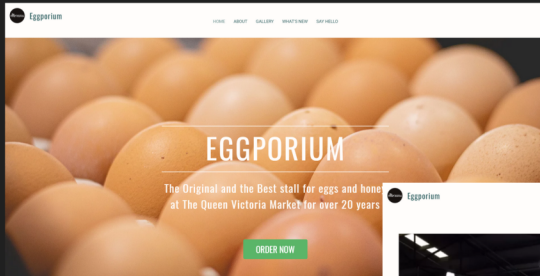 Eggporium
HOME ABOUT GALLERY WHAT'S NEW SAY HELLO
EGGPORIUM
The Original and the Best stall for eggs and honey
at The Queen Victoria Market for over 20 years
ORDER NOW
Eggporium